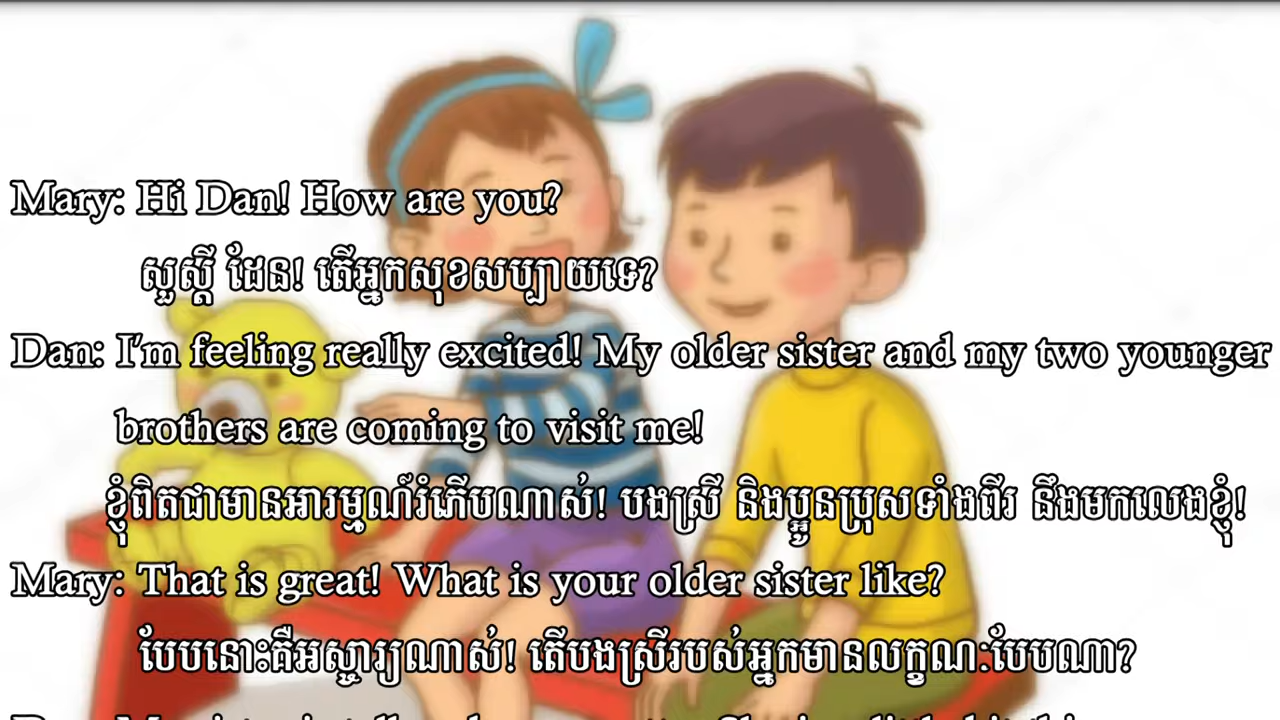 Mary: Hi Dan! How are you?
សួស្តី ដែន! តើអ្នកសុខសប្បាយទេ?
Dan: I'm feeling really excited! My older sister and my two younger
brothers are coming to visit me!
ខ្ញុំពិតជាមានអារម្មណ៍រំភើបណាស់! បងស្រី និងប្អូនប្រុសទាំងពីរ នឹងមកលេងខ្ញុំ!
Mary: That is great! What is your older sister like?
បែបនោះគឺអស្ចារ្យណាស់! តើបងស្រីរបស់អ្នកមានលក្ខណៈបែបណា?